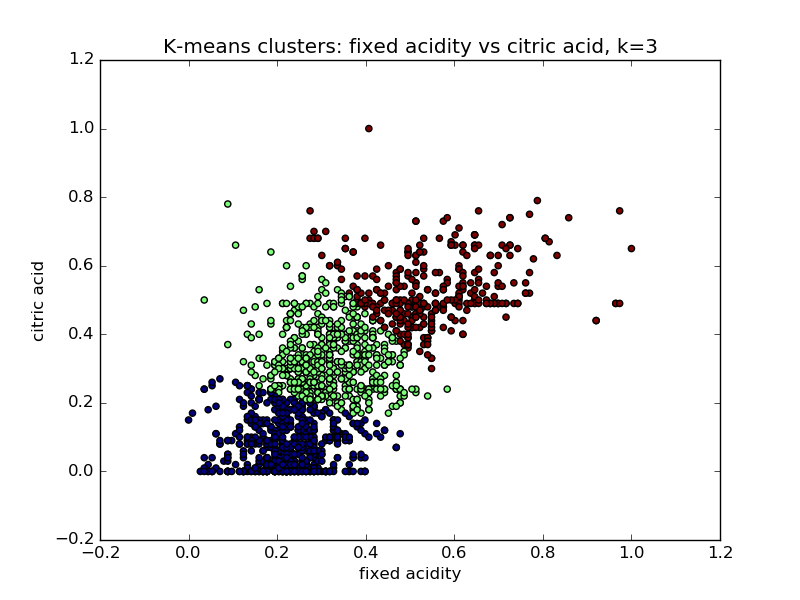 K-means clusters: fixed acidity vs citric acid, k=3
1.2
1.0
0.8
0.6
0.4
0.2
0.0
−0.2
citric acid
−0.2 0.0 0.2 0.4 0.6 0.8 1.0 1.2
fixed acidity